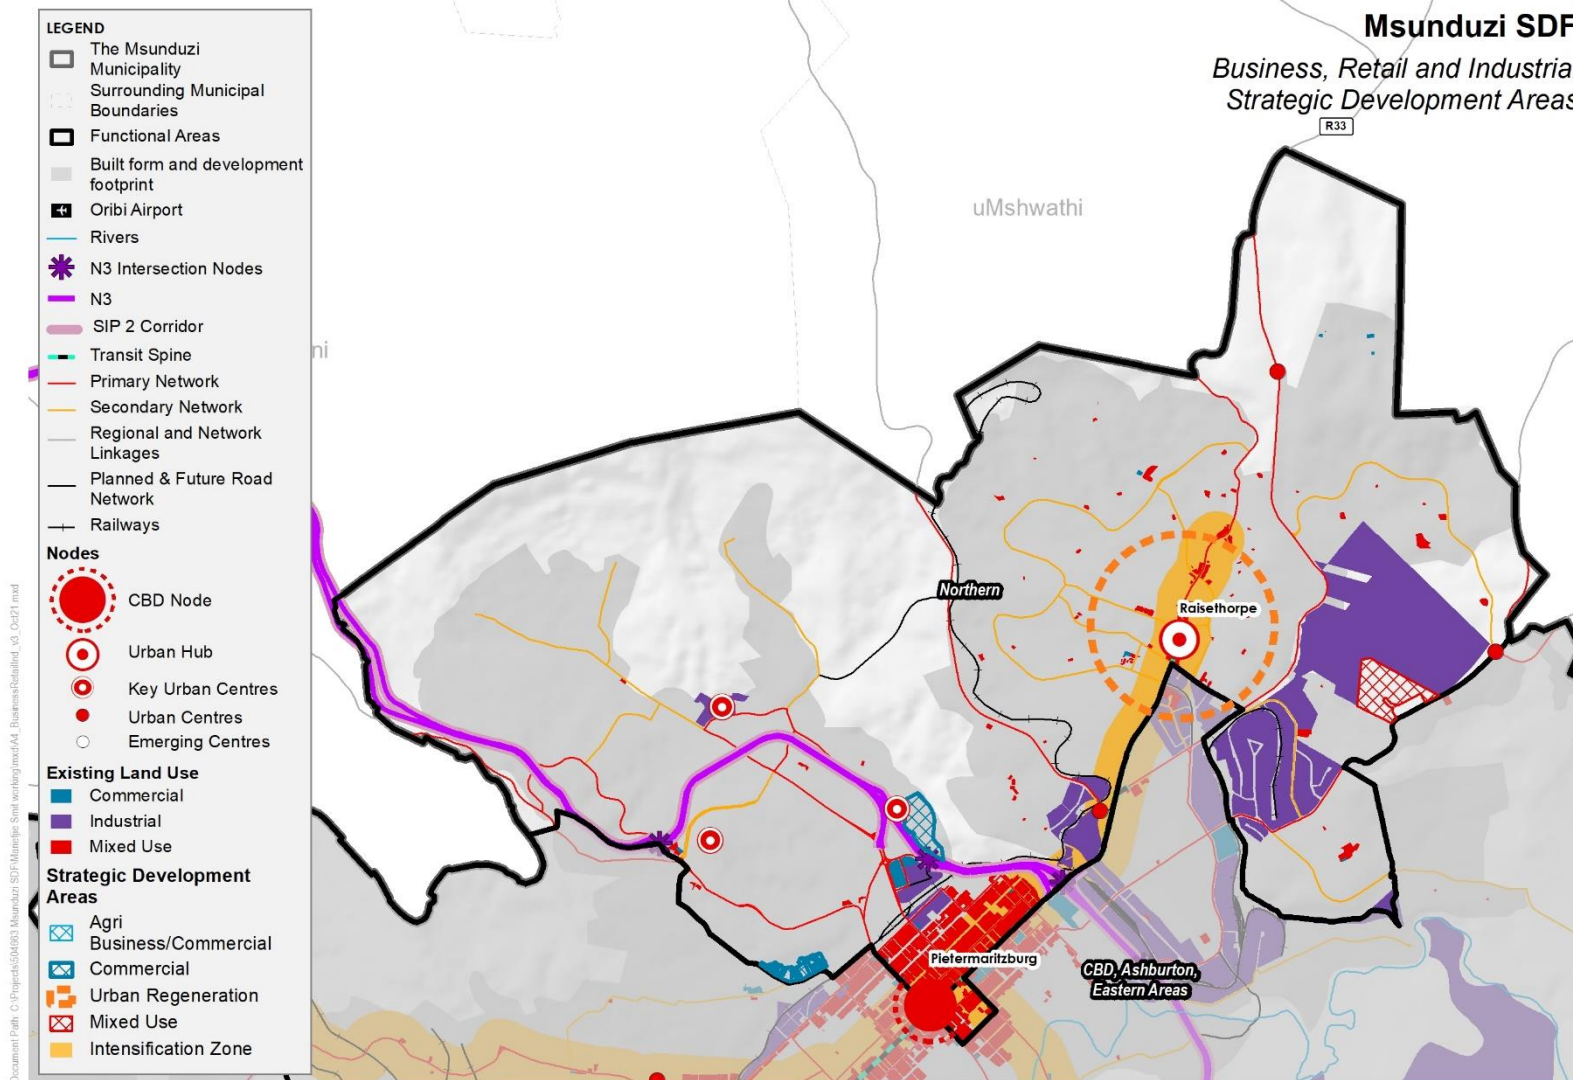 Msunduzi SDF
Business, Retail and Industria
Strategic Development Areas
R33
LEGEND
The Msunduzi
Municipality
Surrounding Municipal
Boundaries
Functional Areas
Built form and development
footprint
Oribi Airport
Rivers
N3 Intersection Nodes
N3
SIP 2 Corridor
Transit Spine
Primary Network
Secondary Network
Regional and Network
Linkages
Planned & Future Road
Network
Railways
Nodes
CBD Node
Urban Hub
Key Urban Centres
Urban Centres
Emerging Centres
Existing Land Use
Commercial
Industrial
Mixed Use
Strategic Development
Areas
Agri
Business/Commercial
Commercial
Urban Regeneration
Mixed Use
Intensification Zone
uMshwathi
ni
Northern
Raisethorpe
Pietermaritzburg
CBD, Ashburton,
Eastern Areas